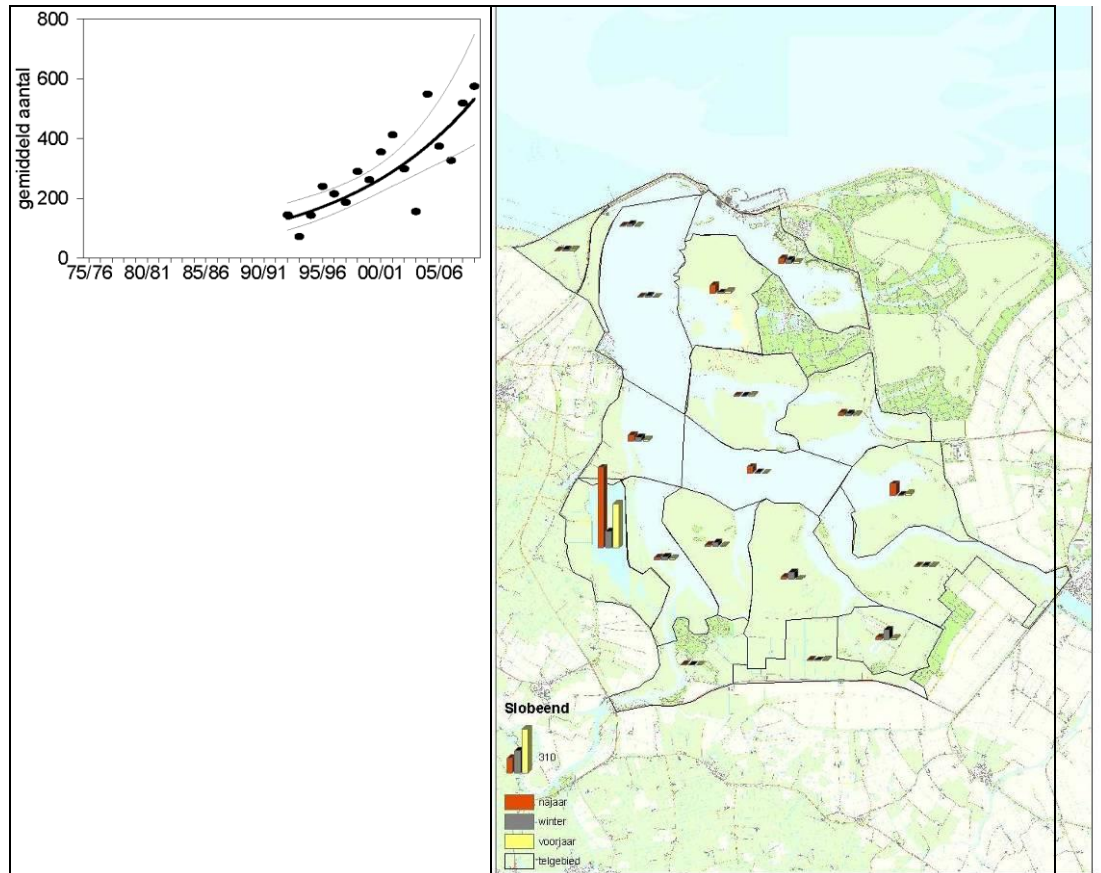 800
600
400
200
0
gemiddeld aantal
75/76 80/81 85/86 90/91 95/96 00/01 05/06
Slobeend
310
najaar
winter
voorjaar
telgebied